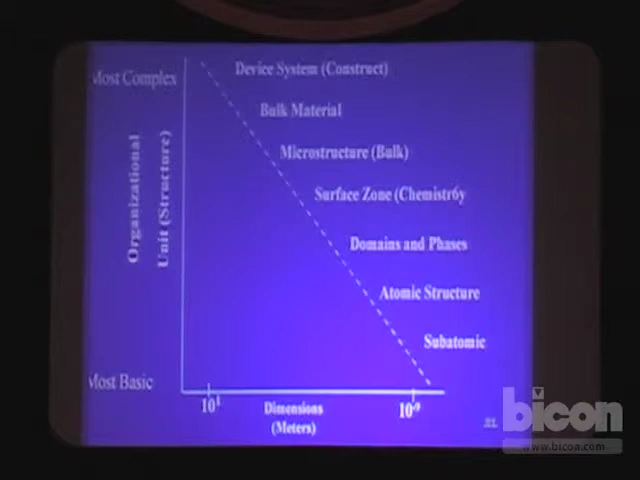 Most Complex
Device System (Construct)
Bulk Material
Microstructure (Bulk)
Surface Zone (Chemistr6y
Domains and Phases
Atomic Structure
Subatomic
Organizational
Unit (Structure)
Most Basic
10¹
10⁻⁹
Dimensions
(Meters)
bicon
www.bicon.com